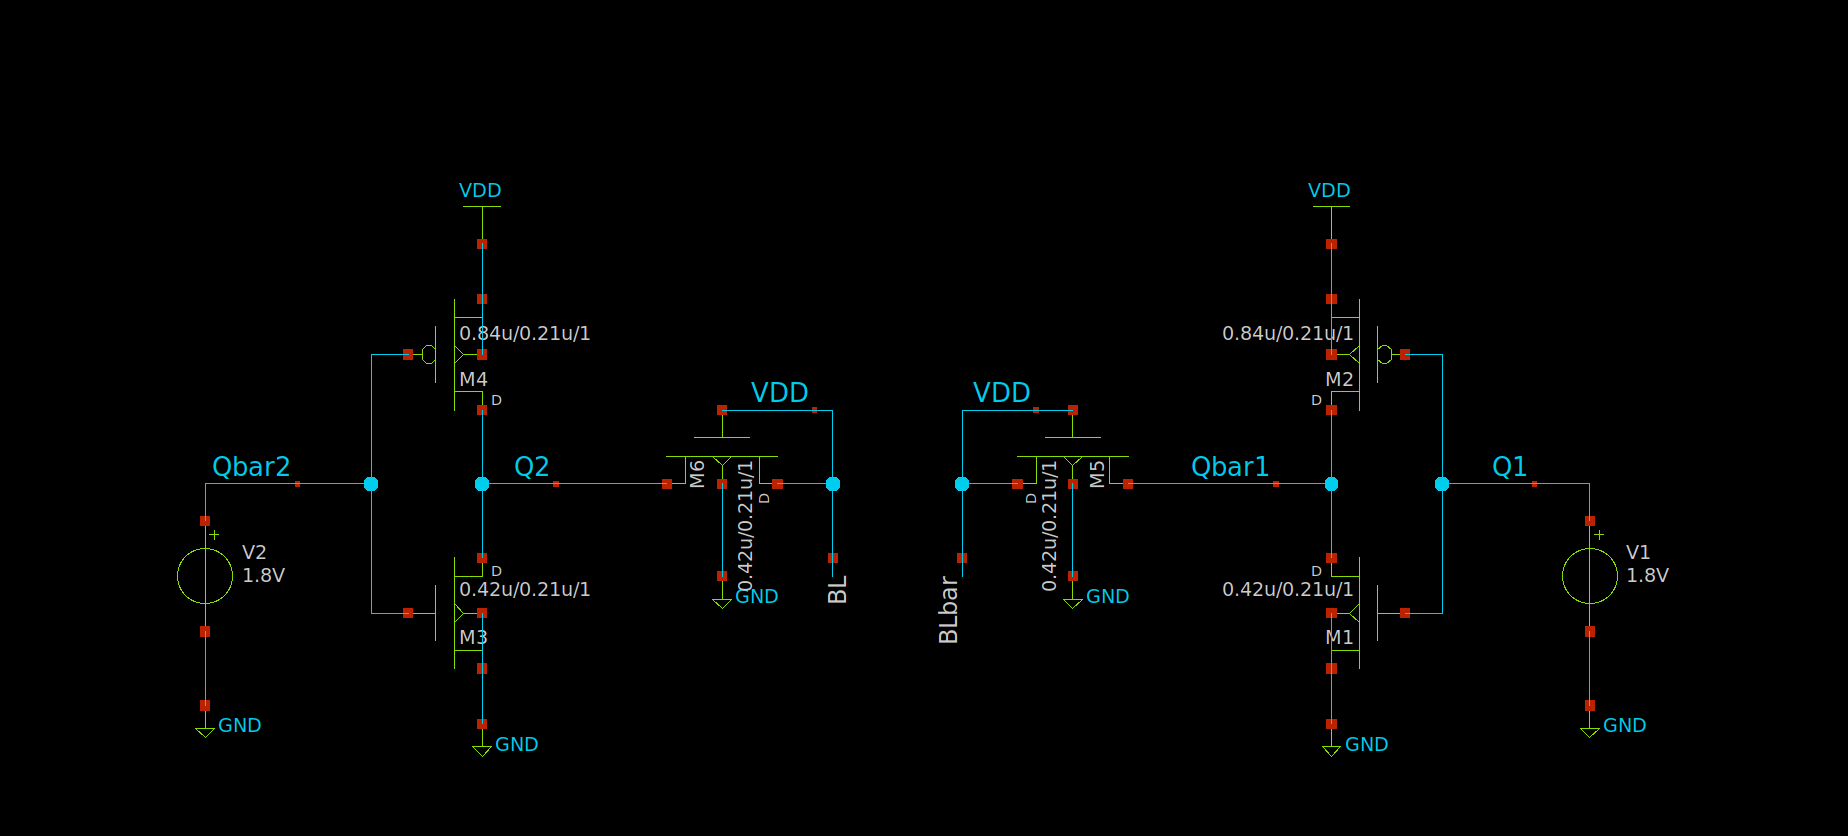 VDD
VDD
0.84u/0.21u/1
0.84u/0.21u/1
M4
M2
D
D
VDD
VDD
Qbar2
Q2
M6
0.42u/0.21u/1
D
D
0.42u/0.21u/1
M5
Qbar1
Q1
+
V2
1.8V
D
0.42u/0.21u/1
M3
GND
BL
BLbar
GND
D
0.42u/0.21u/1
M1
+
V1
1.8V
GND
GND
GND
GND